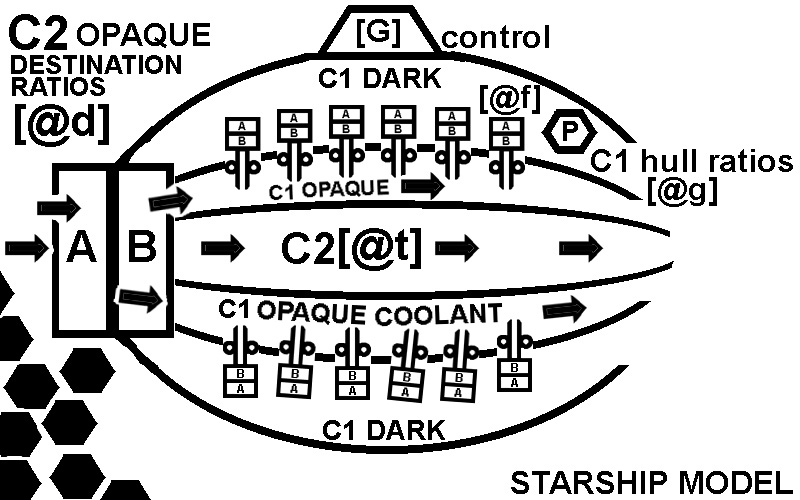 C2 OPAQUE
DESTINATION
RATIOS
[@d]
[G]
control
C1 DARK
[@f]
A A A A A A
B B B B B B
P
C1 hull ratios
[@g]
C1 OPAQUE
A B
C2[@t]
C1 OPAQUE COOLANT
B B B B B B
A A A A A A
C1 DARK
STARSHIP MODEL